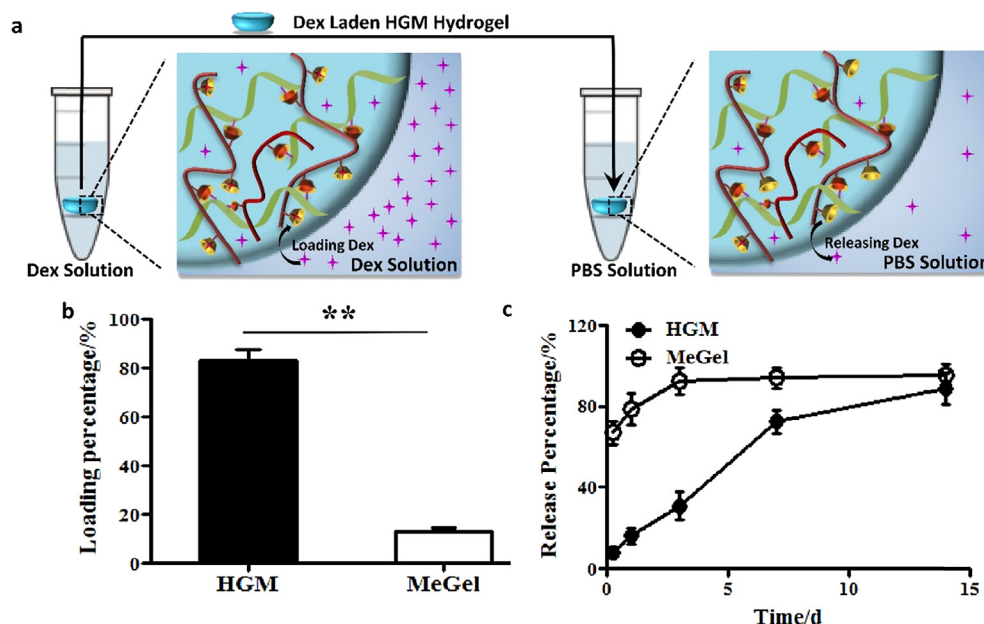 a
Dex Laden HGM Hydrogel
Loading Dex
Dex Solution
Dex Solution
Releasing Dex
PBS Solution
PBS Solution
b
Loading percentage/%
100
80
60
40
20
0
**
HGM
MeGel
c
Release Percentage/%
120
80
40
0
HGM
MeGel
0
5
10
15
Time/d